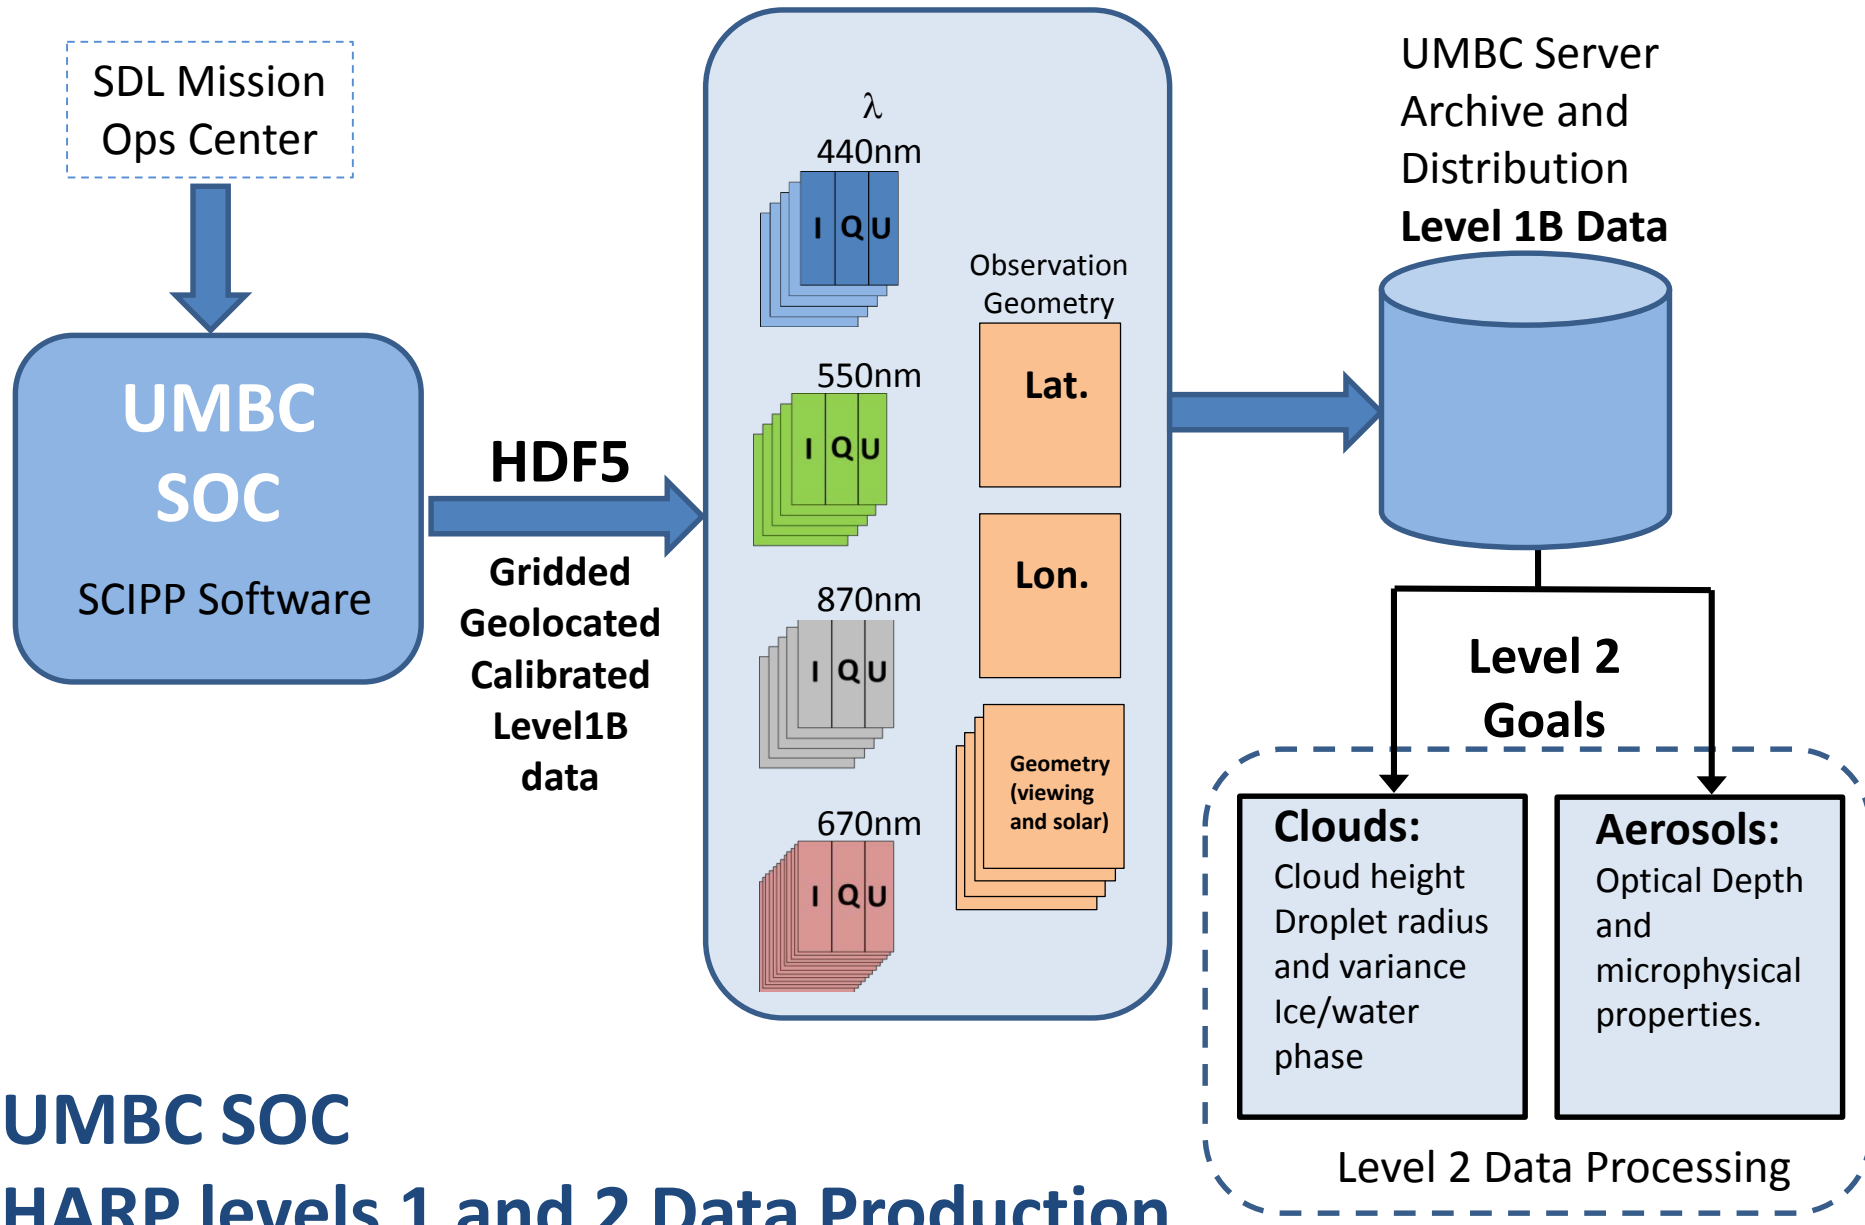 SDL Mission
Ops Center
UMBC
SOC
SCIPP Software
HDF5
Gridded
Geolocated
Calibrated
Level1B
data
λ
440nm
I Q U
550nm
I Q U
870nm
I Q U
670nm
I Q U
Observation
Geometry
Lat.
Lon.
Geometry
(viewing
and solar)
UMBC Server
Archive and
Distribution
Level 1B Data
Level 2
Goals
Clouds:
Cloud height
Droplet radius
and variance
Ice/water
phase
Aerosols:
Optical Depth
and
microphysical
properties.
Level 2 Data Processing
UMBC SOC
HARP levels 1 and 2 Data Production